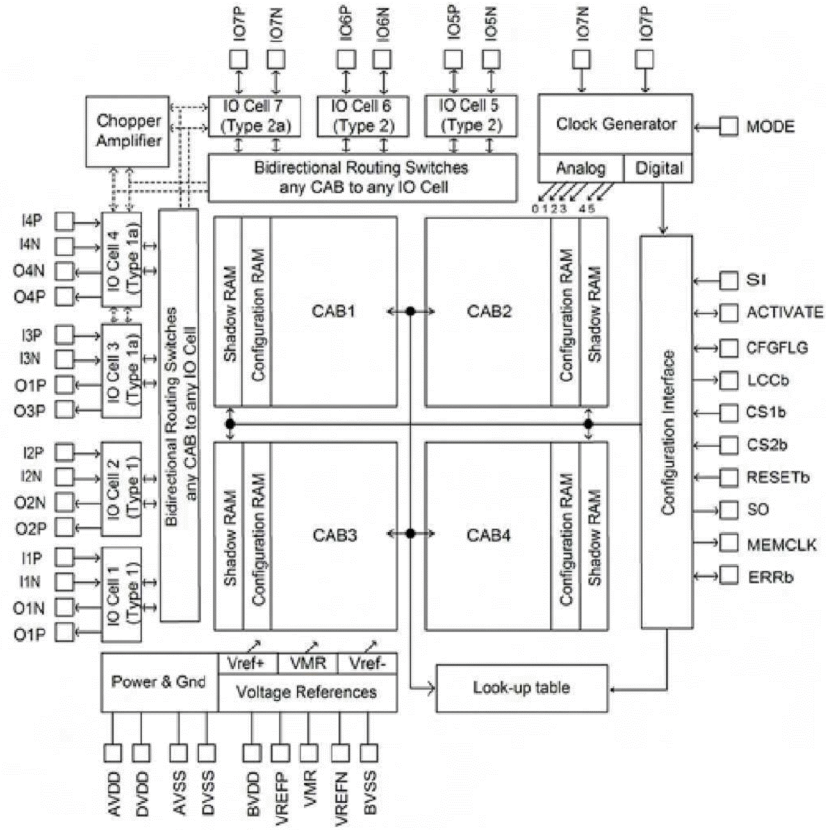 IO7P IO7N IO6P IO6N IO5P IO5N IO7N IO7P
Chopper
Amplifier
IO Cell 7
(Type 2a)
IO Cell 6
(Type 2)
IO Cell 5
(Type 2)
Clock Generator
Analog Digital
MODE
Bidirectional Routing Switches
any CAB to any IO Cell
0 1 2 3 4 5
I4P
I4N
O4N
O4P
IO Cell 4
(Type 1a)
I3P
I3N
O1P
O3P
IO Cell 3
(Type 1a)
I2P
I2N
O2N
O2P
IO Cell 2
(Type 1)
I1P
I1N
O1N
O1P
IO Cell 1
(Type 1)
Bidirectional Routing Switches
any CAB to any IO Cell
Shadow RAM
Configuration RAM
CAB1
CAB2
Configuration RAM
Shadow RAM
Shadow RAM
Configuration RAM
CAB3
CAB4
Configuration RAM
Shadow RAM
Configuration Interface
SI
ACTIVATE
CFGFLG
LCCb
CS1b
CS2b
RESETb
SO
MEMCLK
ERRb
Power & Gnd
Vref+ VMR Vref-
Voltage References
Look-up table
AVDD DVDD AVSS DVSS BVDD VREFP VMR VREFN BVSS